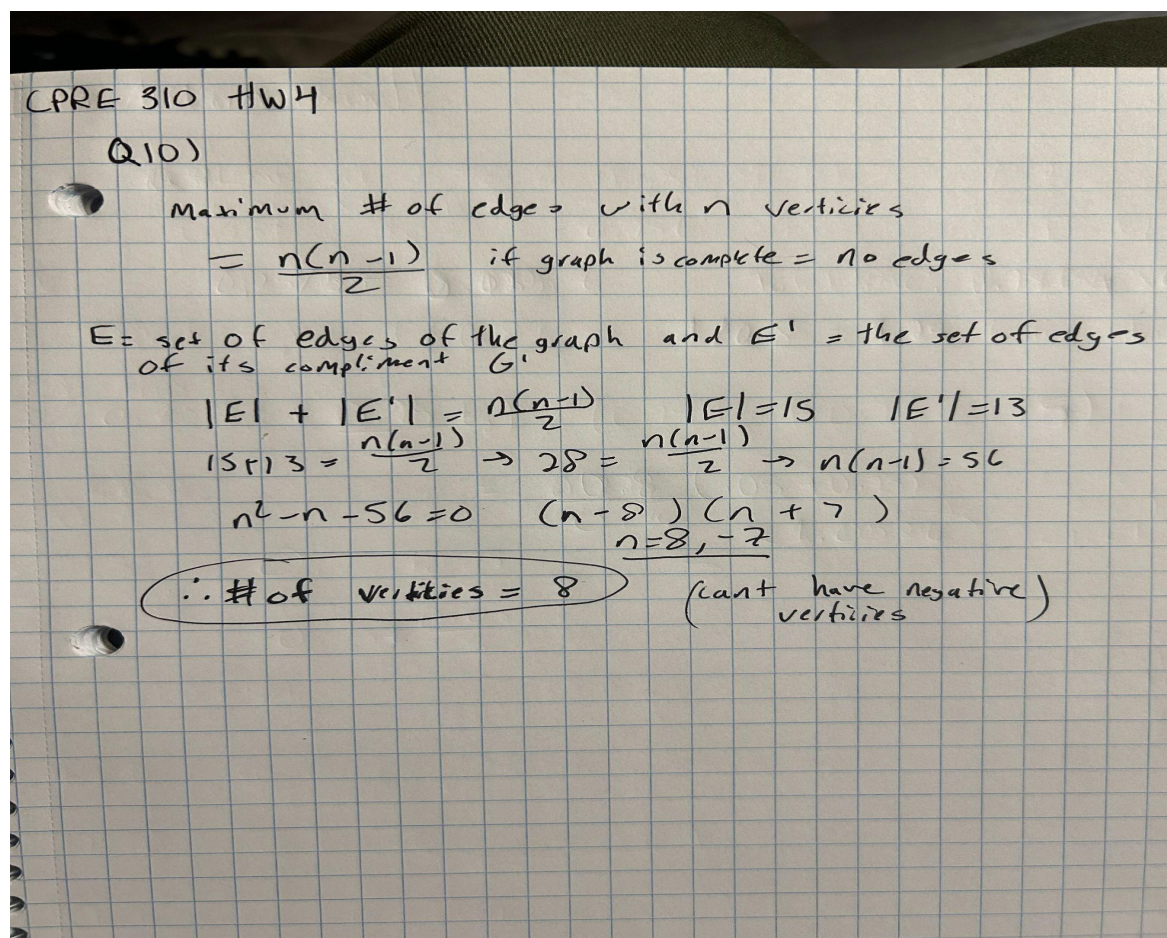 CPRE 310 HW4
Q10)
Maximum # of edges with n verticies
= n(n-1)/2 if graph is complete = no edges
E= set of edges of the graph and E' = the set of edges
of its compliment G'
|E| + |E'| = n(n-1)/2 |E|=15 |E'|=13
15+13 = n(n-1)/2 → 28 = n(n-1)/2 → n(n-1) = 56
n²-n-56=0 (n-8)(n+7)
n=8,-7
∴ # of verticies = 8 (cant have negative
verticies)